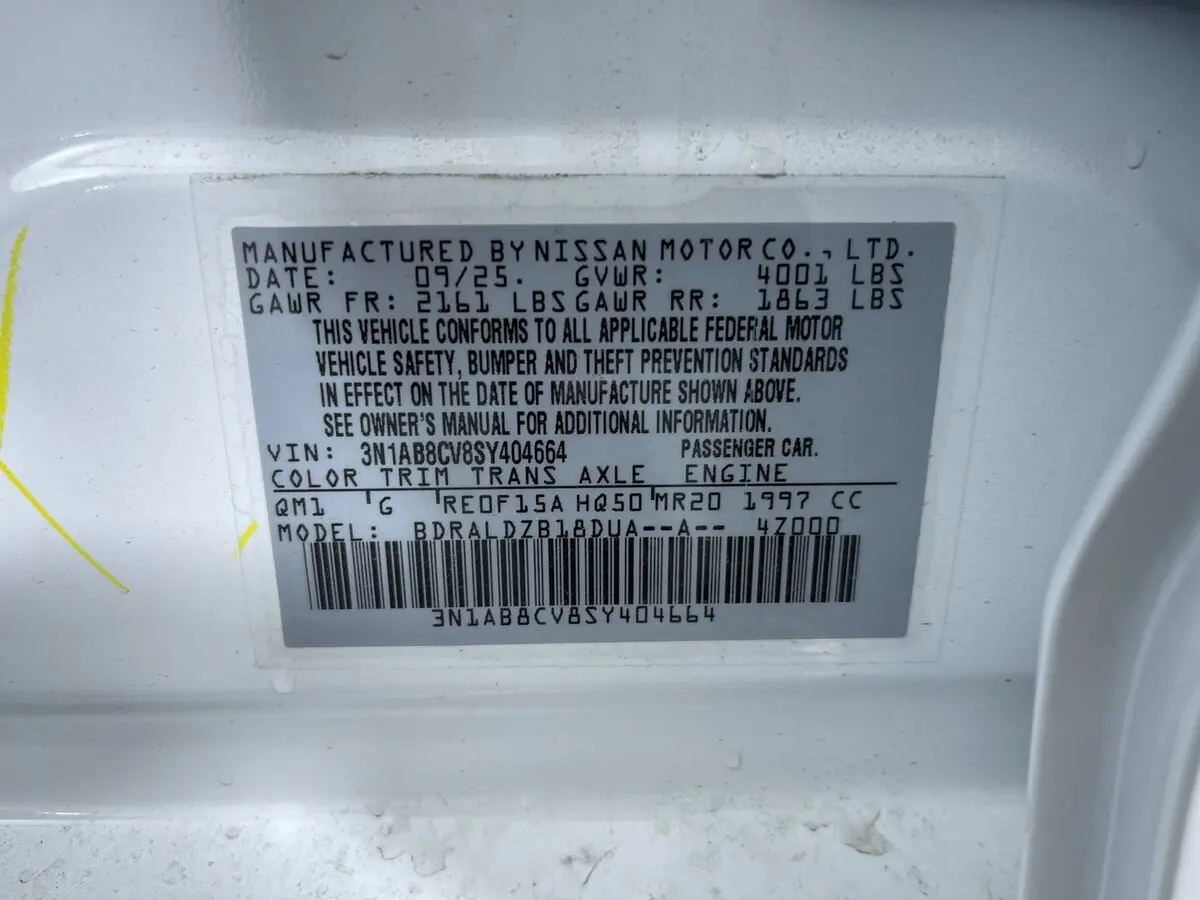 MANUFACTURED BY NISSAN MOTOR CO., LTD.
DATE: 09/25. GVWR: 4001 LBS
GAWR FR: 2161 LBS GAWR RR: 1863 LBS
THIS VEHICLE CONFORMS TO ALL APPLICABLE FEDERAL MOTOR
VEHICLE SAFETY, BUMPER AND THEFT PREVENTION STANDARDS
IN EFFECT ON THE DATE OF MANUFACTURE SHOWN ABOVE.
SEE OWNER'S MANUAL FOR ADDITIONAL INFORMATION.
VIN: 3N1AB8CV8SY404664 PASSENGER CAR.
COLOR TRIM TRANS AXLE ENGINE
QM1 G RE0F15A HQ50 MR20 1997 CC
MODEL: BDRALDZB18DUA--A-- 4Z000
3N1AB8CV8SY404664